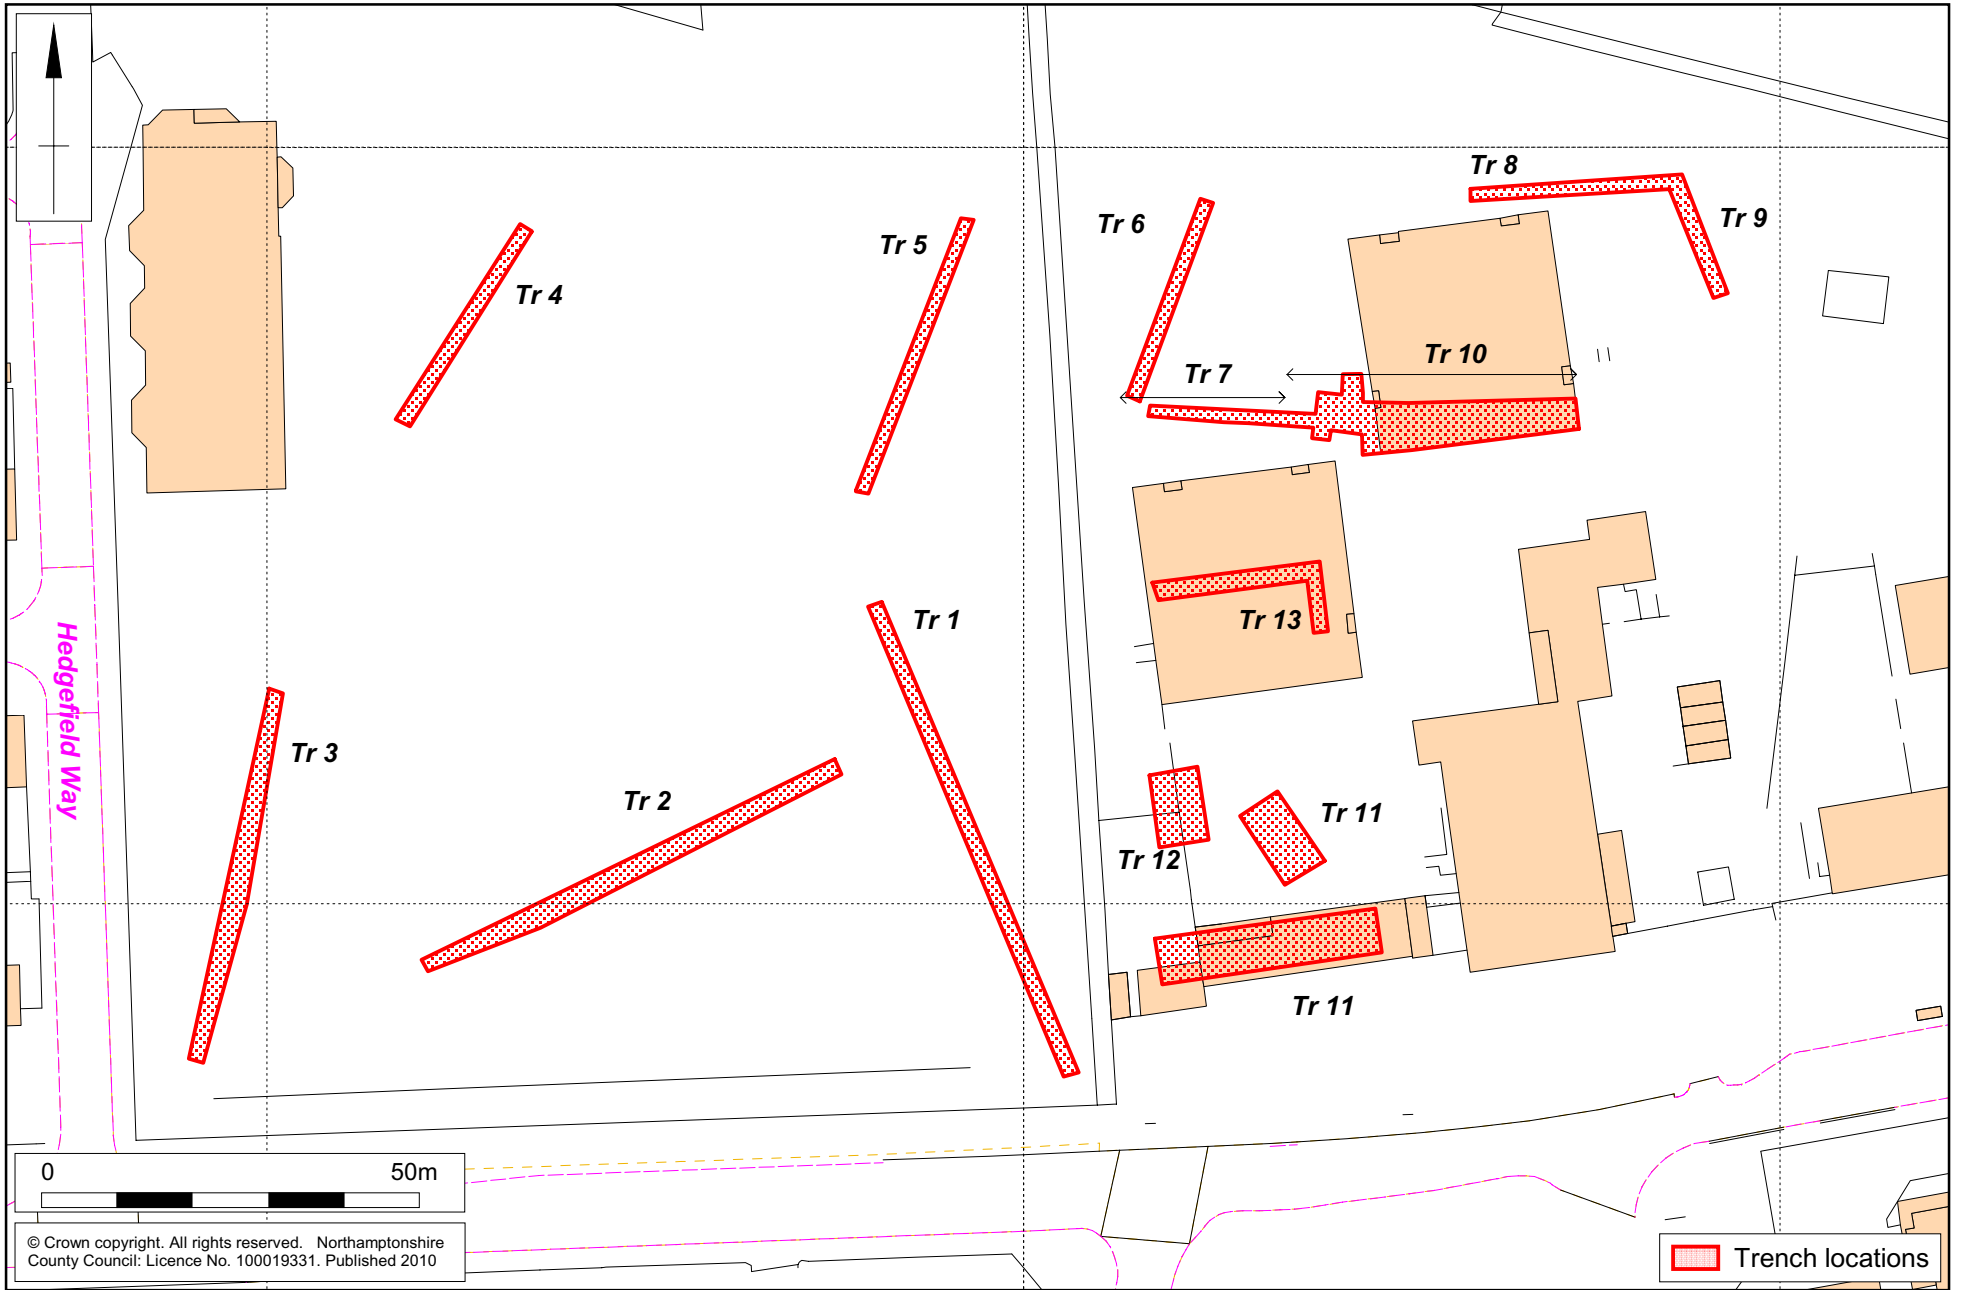 Tr 8
Tr 6
Tr 9
Tr 5
Tr 4
Tr 10
Tr 7
Tr 1
Tr 13
Hedgefield Way
Tr 3
Tr 2
Tr 11
Tr 12
Tr 11
0 50m
© Crown copyright. All rights reserved. Northamptonshire
County Council: Licence No. 100019331. Published 2010
Trench locations